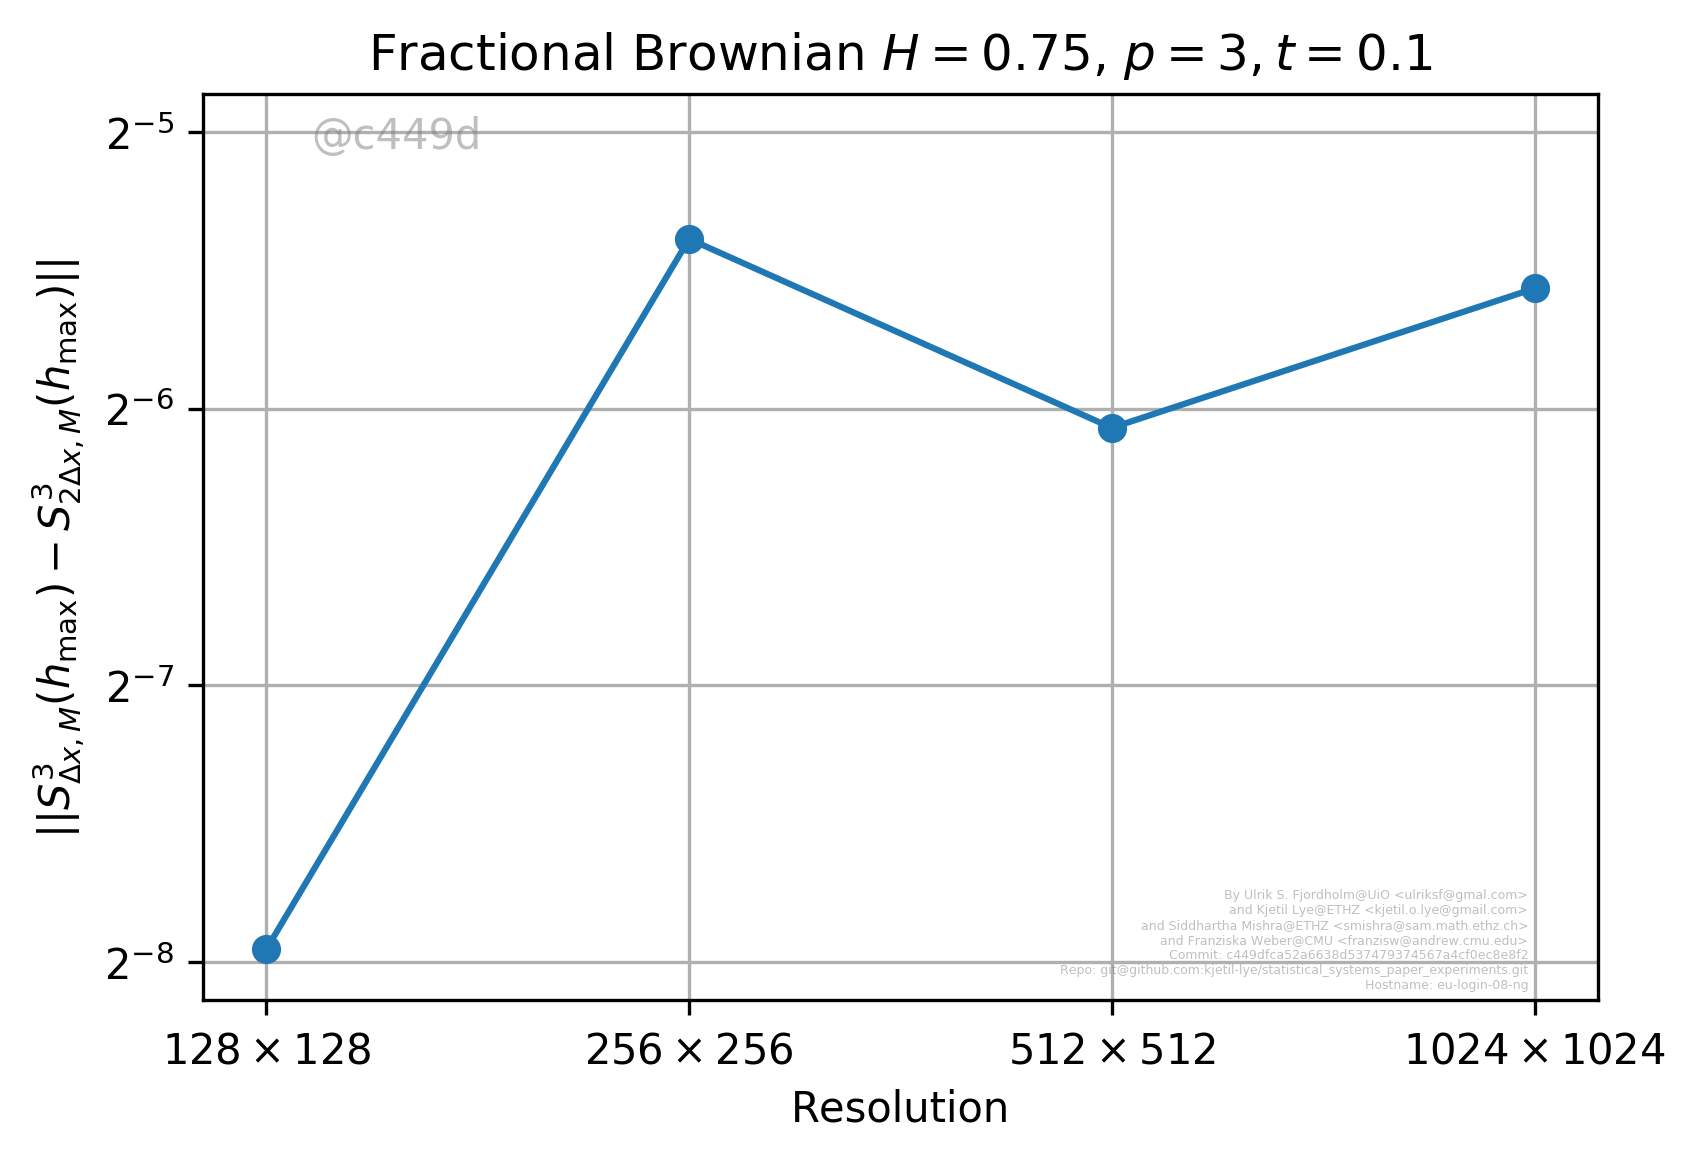 Fractional Brownian H = 0.75, p = 3, t = 0.1
@c449d
2⁻⁵
2⁻⁶
2⁻⁷
2⁻⁸
||S³_{Δx,M}(h_max) − S³_{2Δx,M}(h_max)||
By Ulrik S. Fjordholm@UiO <ulriksf@gmal.com>
and Kjetil Lye@ETHZ <kjetil.o.lye@gmail.com>
and Siddhartha Mishra@ETHZ <smishra@sam.math.ethz.ch>
and Franziska Weber@CMU <franzisw@andrew.cmu.edu>
Commit: c449dfca52a6638d537479374567a4cf0ec8e8f2
Repo: git@github.com:kjetil-lye/statistical_systems_paper_experiments.git
Hostname: eu-login-08-ng
128 × 128 256 × 256 512 × 512 1024 × 1024
Resolution